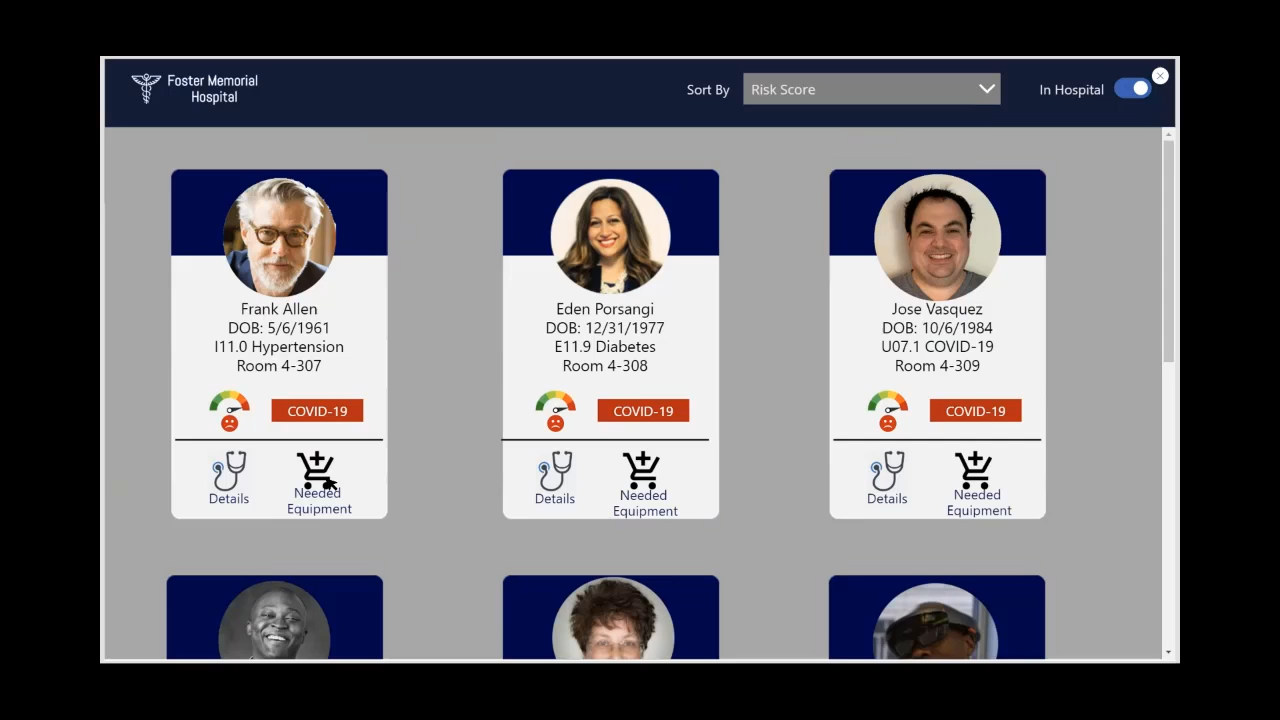 Foster Memorial
Hospital
Sort By
Risk Score
In Hospital
Frank Allen
DOB: 5/6/1961
I11.0 Hypertension
Room 4-307
COVID-19
Details
Needed
Equipment
Eden Porsangi
DOB: 12/31/1977
E11.9 Diabetes
Room 4-308
COVID-19
Details
Needed
Equipment
Jose Vasquez
DOB: 10/6/1984
U07.1 COVID-19
Room 4-309
COVID-19
Details
Needed
Equipment